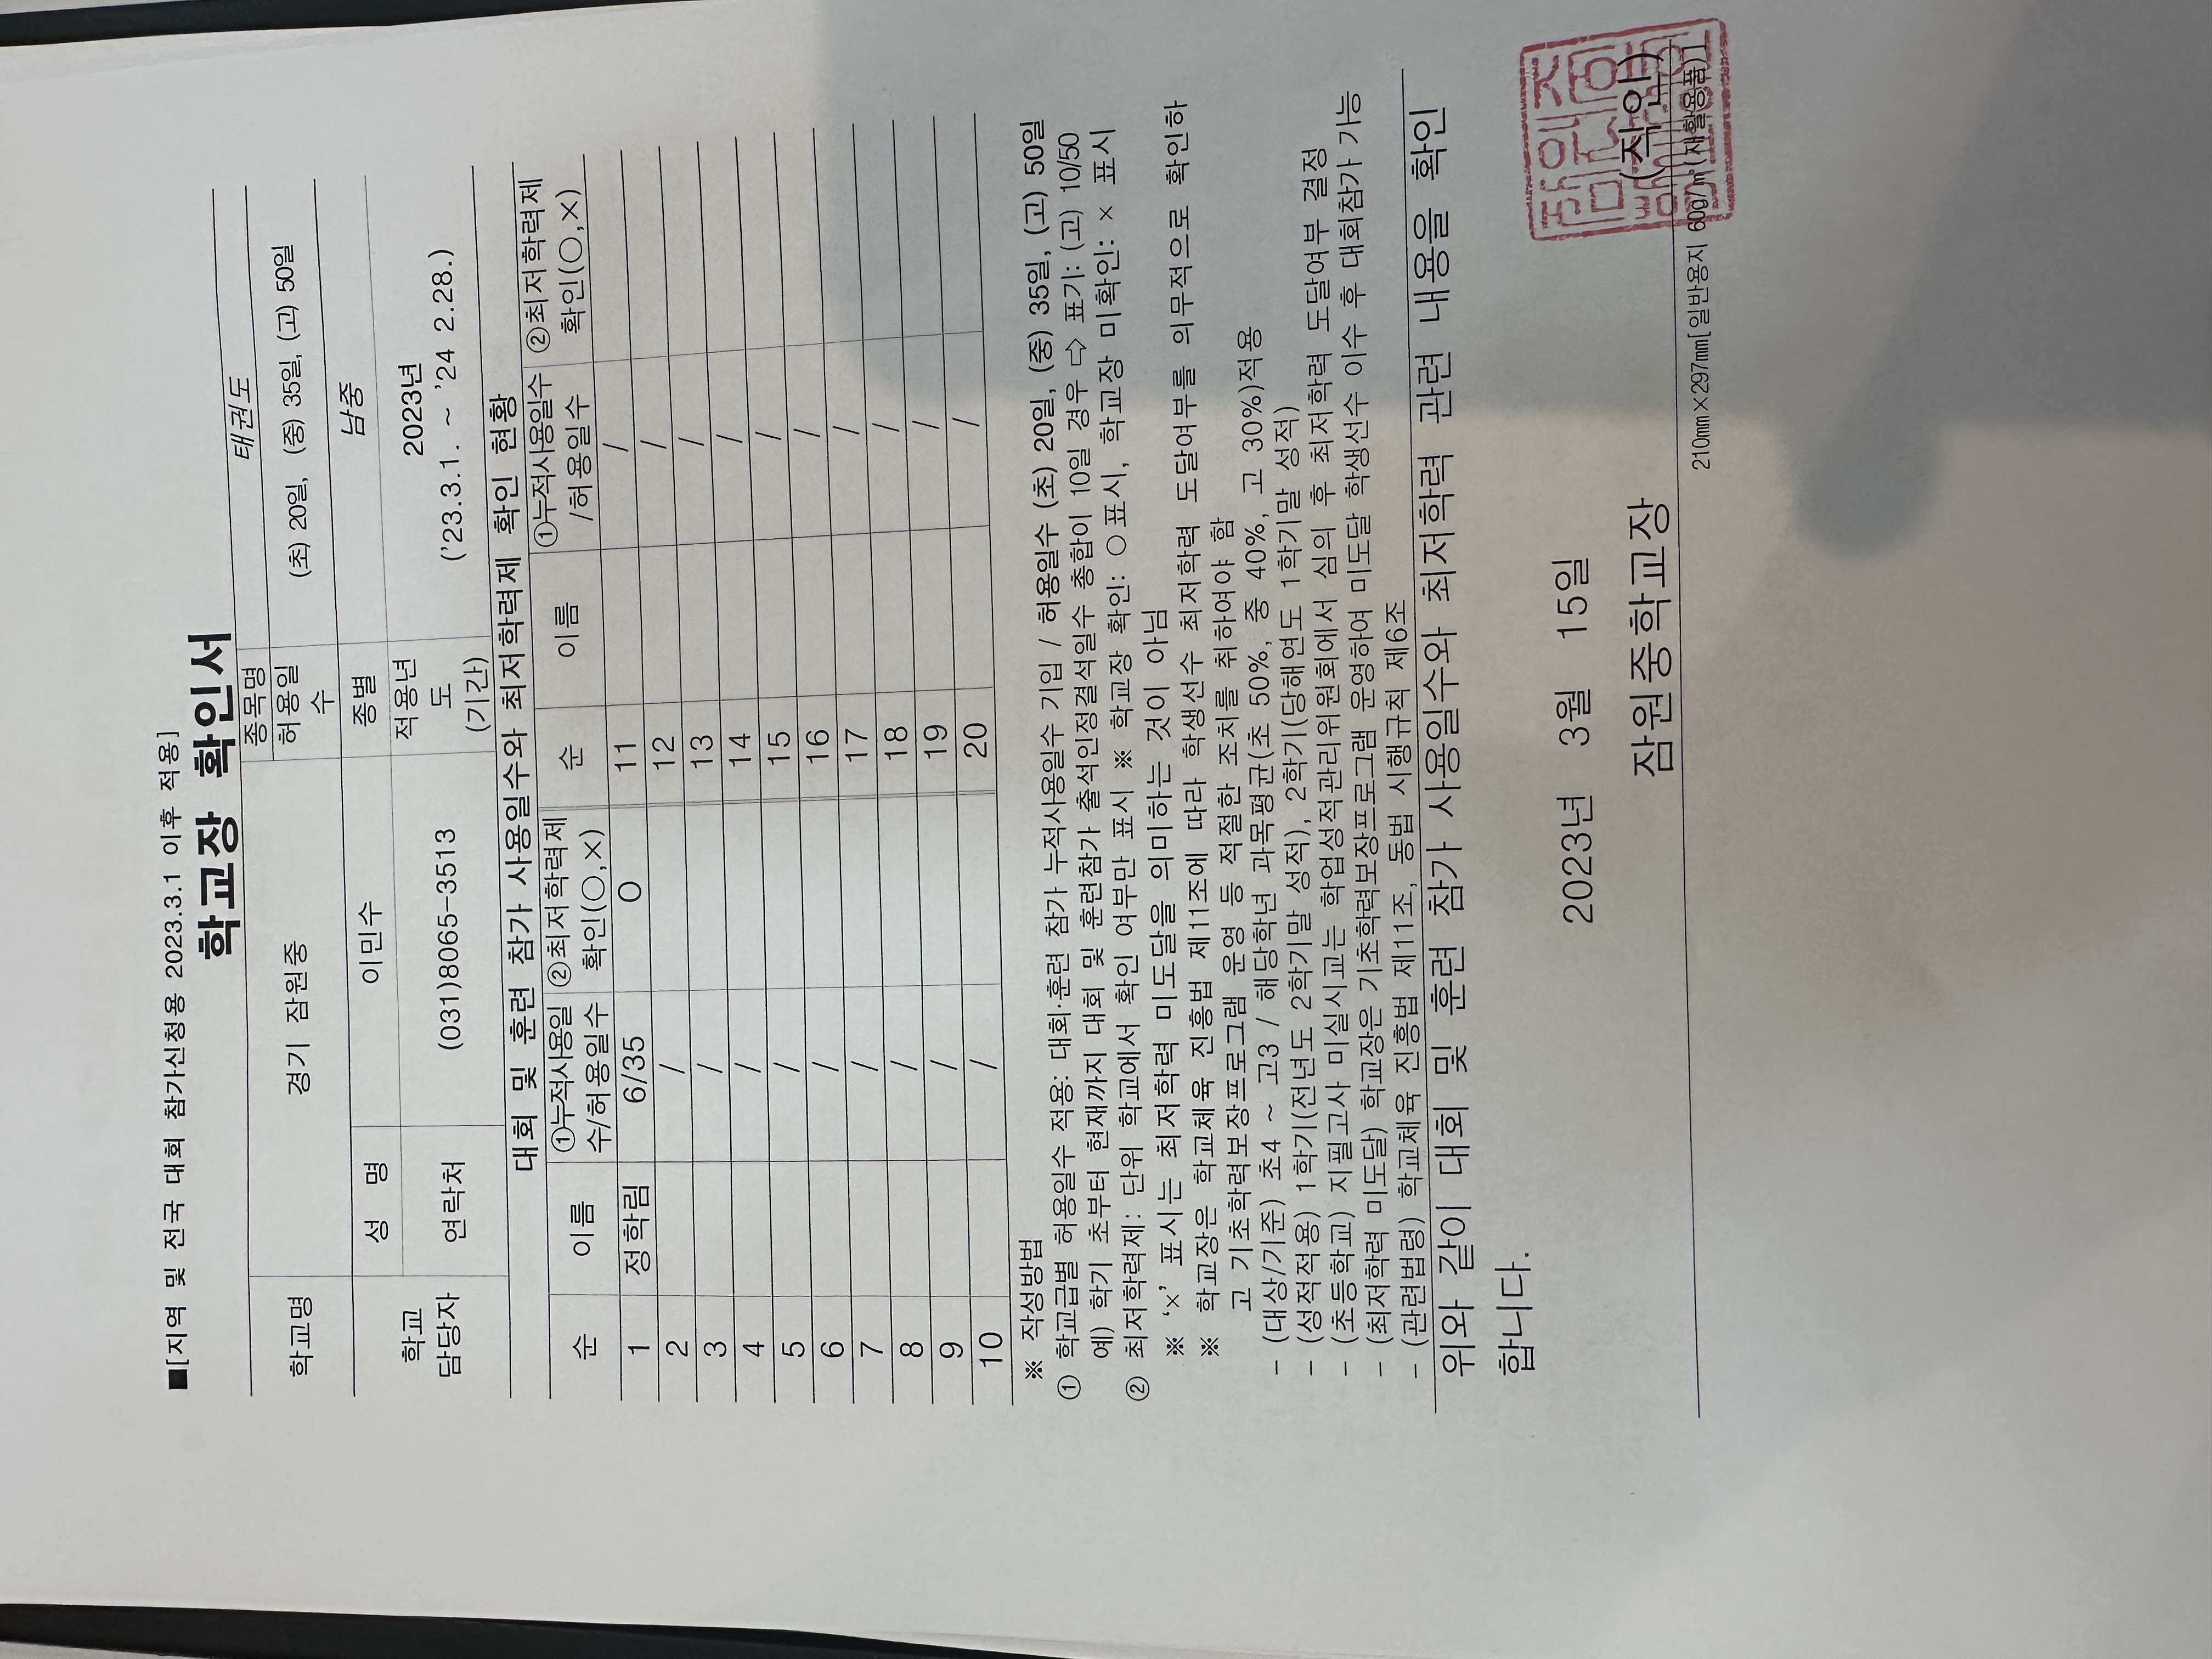 ■[지역 및 전국 대회 참가신청용 2023.3.1 이후 적용]
학교장 확인서
학교명 경기 잠원중 종목명 태권도
허용일수 (초) 20일, (중) 35일, (고) 50일
학교 담당자 성 명 이민수 종별 남중
연락처 (031)8065-3513 적용년도 (기간) 2023년
('23.3.1. ~ '24 2.28.)
대회 및 훈련 참가 사용일수와 최저학력제 확인 현황
순 이름 ①누적사용일수/허용일수 ②최저학력제 확인(○,×) 순 이름 ①누적사용일수/허용일수 ②최저학력제 확인(○,×)
1 정학림 6/35 O 11 /
2 / 12 /
3 / 13 /
4 / 14 /
5 / 15 /
6 / 16 /
7 / 17 /
8 / 18 /
9 / 19 /
10 / 20 /
※ 작성방법
① 학교급별 허용일수 적용: 대회·훈련 참가 누적사용일수 기입 / 허용일수 (초) 20일, (중) 35일, (고) 50일
예) 학기 초부터 현재까지 대회 및 훈련참가 출석인정결석일수 총합이 10일 경우 ⇨ 표기: (고) 10/50
② 최저학력제: 단위 학교에서 확인 여부만 표시 ※ 학교장 확인: ○표시, 학교장 미확인: × 표시
※ '×' 표시는 최저학력 미도달을 의미하는 것이 아님
※ 학교장은 학교체육 진흥법 제11조에 따라 학생선수 최저학력 도달여부를 의무적으로 확인하
고 기초학력보장프로그램 운영 등 적절한 조치를 취하여야 함
- (대상/기준) 초4 ~ 고3 / 해당학년 과목평균(초 50%, 중 40%, 고 30%)적용
- (성적적용) 1학기(전년도 2학기말 성적), 2학기(당해연도 1학기말 성적)
- (초등학교) 지필고사 미실시교는 학업성적관리위원회에서 심의 후 최저학력 도달여부 결정
- (최저학력 미도달) 학교장은 기초학력보장프로그램 운영하여 미도달 학생선수 이수 후 대회참가 가능
- (관련법령) 학교체육 진흥법 제11조, 동법 시행규칙 제6조
위와 같이 대회 및 훈련 참가 사용일수와 최저학력 관련 내용을 확인
합니다.
2023년 3월 15일
잠원중학교장 (직인)
210mm×297mm[일반용지 60g/㎡(재활용품)]